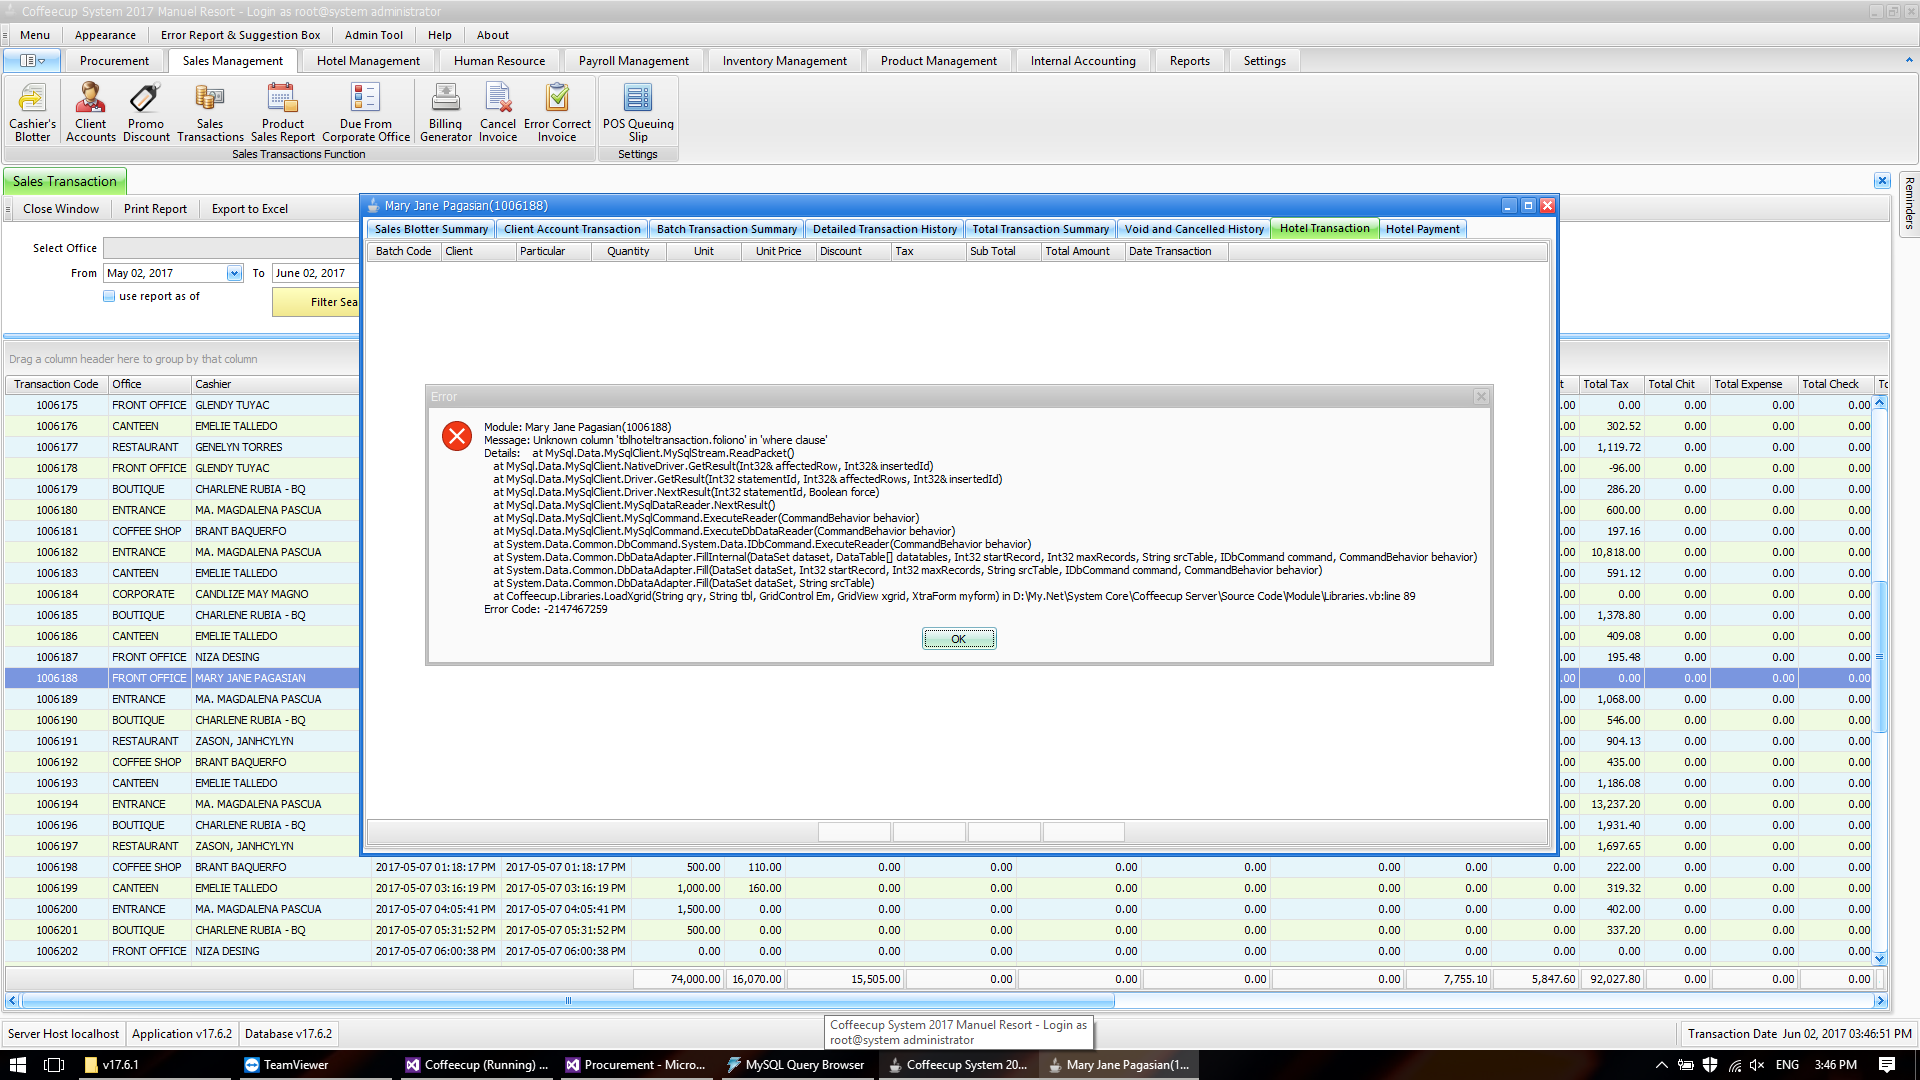 Coffeecup System 2017 Manuel Resort - Login as root@system administrator
Menu Appearance Error Report & Suggestion Box Admin Tool Help About
Procurement Sales Management Hotel Management Human Resource Payroll Management Inventory Management Product Management Internal Accounting Reports Settings
Cashier's Blotter Client Accounts Promo Discount Sales Transactions Product Sales Report Due From Corporate Office Billing Generator Cancel Invoice Error Correct Invoice POS Queuing Slip
Sales Transactions Function Settings
Sales Transaction
Reminders
Close Window Print Report Export to Excel
Select Office
From May 02, 2017 To June 02, 2017
use report as of
Filter Sea
Drag a column header here to group by that column
Mary Jane Pagasian(1006188)
Sales Blotter Summary Client Account Transaction Batch Transaction Summary Detailed Transaction History Total Transaction Summary Void and Cancelled History Hotel Transaction Hotel Payment
Batch Code Client Particular Quantity Unit Unit Price Discount Tax Sub Total Total Amount Date Transaction
Error
Module: Mary Jane Pagasian(1006188)
Message: Unknown column 'tblhoteltransaction.foliono' in 'where clause'
Details: at MySql.Data.MySqlClient.MySqlStream.ReadPacket()
at MySql.Data.MySqlClient.NativeDriver.GetResult(Int32& affectedRow, Int32& insertedId)
at MySql.Data.MySqlClient.Driver.GetResult(Int32 statementId, Int32& affectedRows, Int32& insertedId)
at MySql.Data.MySqlClient.Driver.NextResult(Int32 statementId, Boolean force)
at MySql.Data.MySqlClient.MySqlDataReader.NextResult()
at MySql.Data.MySqlClient.MySqlCommand.ExecuteReader(CommandBehavior behavior)
at MySql.Data.MySqlClient.MySqlCommand.ExecuteDbDataReader(CommandBehavior behavior)
at System.Data.Common.DbCommand.System.Data.IDbCommand.ExecuteReader(CommandBehavior behavior)
at System.Data.Common.DbDataAdapter.FillInternal(DataSet dataset, DataTable[] datatables, Int32 startRecord, Int32 maxRecords, String srcTable, IDbCommand command, CommandBehavior behavior)
at System.Data.Common.DbDataAdapter.Fill(DataSet dataSet, Int32 startRecord, Int32 maxRecords, String srcTable, IDbCommand command, CommandBehavior behavior)
at System.Data.Common.DbDataAdapter.Fill(DataSet dataSet, String srcTable)
at Coffeecup.Libraries.LoadXgrid(String qry, String tbl, GridControl Em, GridView xgrid, XtraForm myform) in D:\My.Net\System Core\Coffeecup Server\Source Code\Module\Libraries.vb:line 89
Error Code: -2147467259
OK
Transaction Code Office Cashier t Total Tax Total Chit Total Expense Total Check To
1006175 FRONT OFFICE GLENDY TUYAC .00 0.00 0.00 0.00 0.00
1006176 CANTEEN EMELIE TALLEDO .00 302.52 0.00 0.00 0.00
1006177 RESTAURANT GENELYN TORRES .00 1,119.72 0.00 0.00 0.00
1006178 FRONT OFFICE GLENDY TUYAC .00 -96.00 0.00 0.00 0.00
1006179 BOUTIQUE CHARLENE RUBIA - BQ .00 286.20 0.00 0.00 0.00
1006180 ENTRANCE MA. MAGDALENA PASCUA .00 600.00 0.00 0.00 0.00
1006181 COFFEE SHOP BRANT BAQUERFO .00 197.16 0.00 0.00 0.00
1006182 ENTRANCE MA. MAGDALENA PASCUA .00 10,818.00 0.00 0.00 0.00
1006183 CANTEEN EMELIE TALLEDO .00 591.12 0.00 0.00 0.00
1006184 CORPORATE CANDLIZE MAY MAGNO .00 0.00 0.00 0.00 0.00
1006185 BOUTIQUE CHARLENE RUBIA - BQ .00 1,378.80 0.00 0.00 0.00
1006186 CANTEEN EMELIE TALLEDO .00 409.08 0.00 0.00 0.00
1006187 FRONT OFFICE NIZA DESING .00 195.48 0.00 0.00 0.00
1006188 FRONT OFFICE MARY JANE PAGASIAN .00 0.00 0.00 0.00 0.00
1006189 ENTRANCE MA. MAGDALENA PASCUA .00 1,068.00 0.00 0.00 0.00
1006190 BOUTIQUE CHARLENE RUBIA - BQ .00 546.00 0.00 0.00 0.00
1006191 RESTAURANT ZASON, JANHCYLYN .00 904.13 0.00 0.00 0.00
1006192 COFFEE SHOP BRANT BAQUERFO .00 435.00 0.00 0.00 0.00
1006193 CANTEEN EMELIE TALLEDO .00 1,186.08 0.00 0.00 0.00
1006194 ENTRANCE MA. MAGDALENA PASCUA .00 13,237.20 0.00 0.00 0.00
1006196 BOUTIQUE CHARLENE RUBIA - BQ .00 1,931.40 0.00 0.00 0.00
1006197 RESTAURANT ZASON, JANHCYLYN .00 1,697.65 0.00 0.00 0.00
1006198 COFFEE SHOP BRANT BAQUERFO 2017-05-07 01:18:17 PM 2017-05-07 01:18:17 PM 500.00 110.00 0.00 0.00 0.00 0.00 0.00 0.00 0.00 222.00 0.00 0.00 0.00
1006199 CANTEEN EMELIE TALLEDO 2017-05-07 03:16:19 PM 2017-05-07 03:16:19 PM 1,000.00 160.00 0.00 0.00 0.00 0.00 0.00 0.00 0.00 319.32 0.00 0.00 0.00
1006200 ENTRANCE MA. MAGDALENA PASCUA 2017-05-07 04:05:41 PM 2017-05-07 04:05:41 PM 1,500.00 0.00 0.00 0.00 0.00 0.00 0.00 0.00 0.00 402.00 0.00 0.00 0.00
1006201 BOUTIQUE CHARLENE RUBIA - BQ 2017-05-07 05:31:52 PM 2017-05-07 05:31:52 PM 500.00 0.00 0.00 0.00 0.00 0.00 0.00 0.00 0.00 337.20 0.00 0.00 0.00
1006202 FRONT OFFICE NIZA DESING 2017-05-07 06:00:38 PM 2017-05-07 06:00:38 PM 0.00 0.00 0.00 0.00 0.00 0.00 0.00 0.00 0.00 0.00 0.00 0.00 0.00
74,000.00 16,070.00 15,505.00 0.00 0.00 0.00 0.00 7,755.10 5,847.60 92,027.80 0.00 0.00 0.00
Server Host localhost Application v17.6.2 Database v17.6.2 Transaction Date Jun 02, 2017 03:46:51 PM
Coffeecup System 2017 Manuel Resort - Login as
root@system administrator
v17.6.1 TeamViewer Coffeecup (Running) ... Procurement - Micro... MySQL Query Browser Coffeecup System 20... Mary Jane Pagasian(1... ENG 3:46 PM